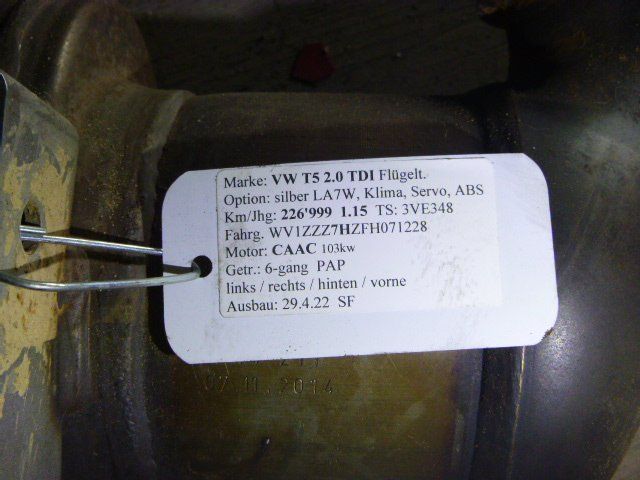 Marke: VW T5 2.0 TDI Flügelt.
Option: silber LA7W, Klima, Servo, ABS
Km/Jhg: 226'999 1.15 TS: 3VE348
Fahrg. WV1ZZZ7HZFH071228
Motor: CAAC 103kw
Getr.: 6-gang PAP
links / rechts / hinten / vorne
Ausbau: 29.4.22 SF
07.11.2014